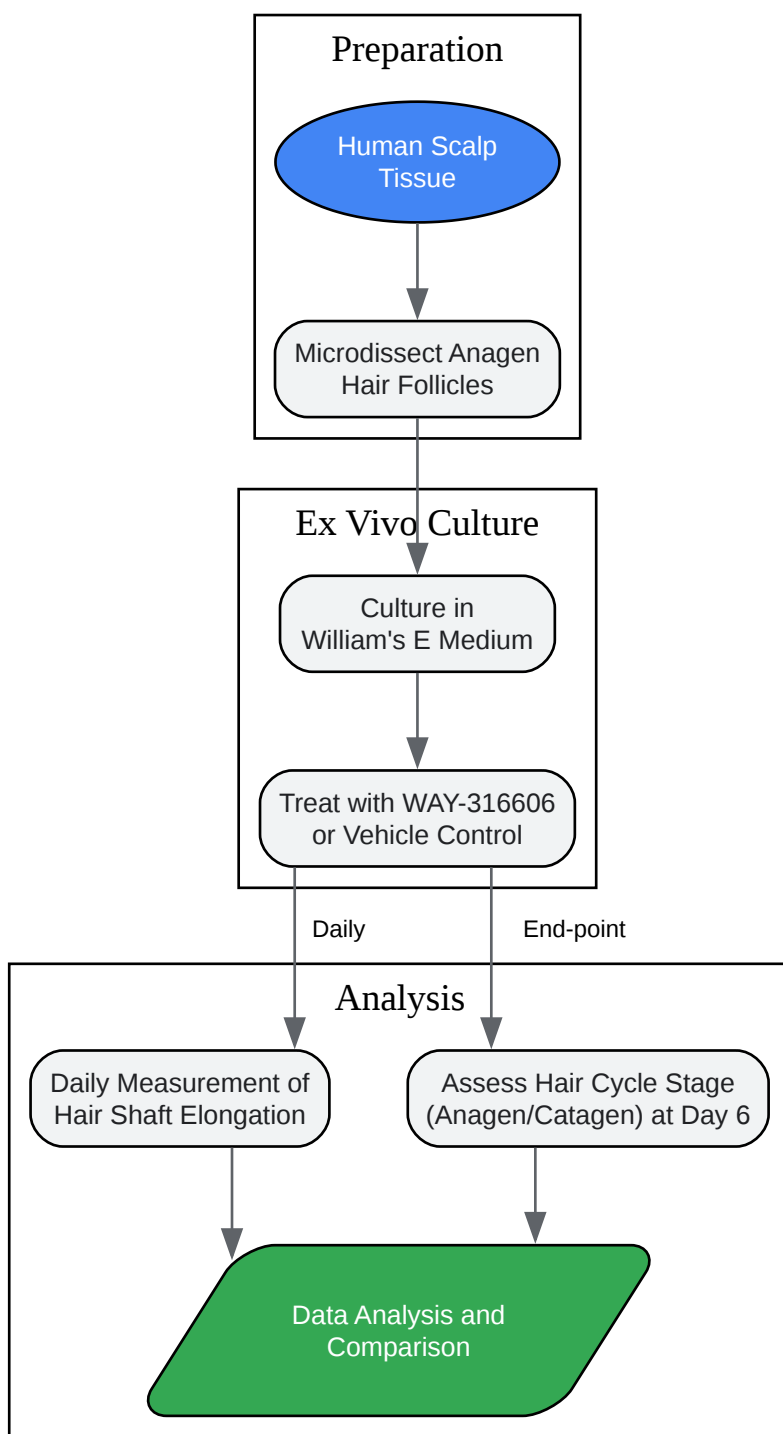 Preparation
Human Scalp
Tissue
Microdissect Anagen
Hair Follicles
Ex Vivo Culture
Culture in
William's E Medium
Treat with WAY-316606
or Vehicle Control
Daily
End-point
Analysis
Daily Measurement of
Hair Shaft Elongation
Assess Hair Cycle Stage
(Anagen/Catagen) at Day 6
Data Analysis and
Comparison